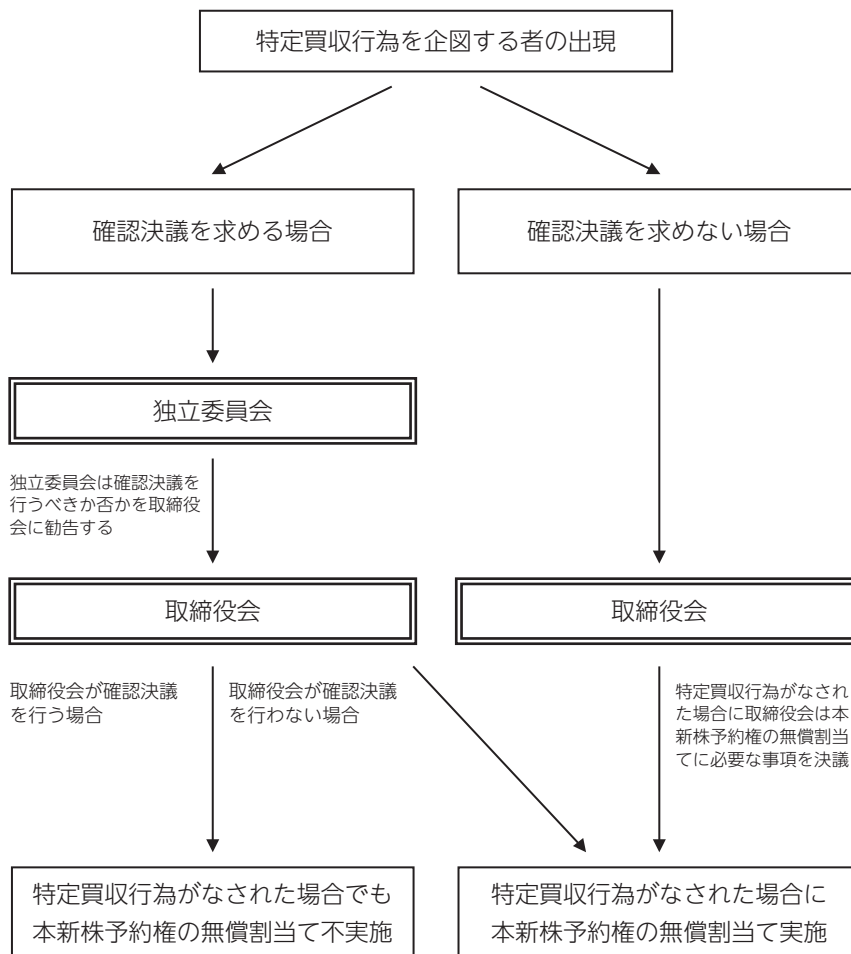 特定買収行為を企図する者の出現
確認決議を求める場合
確認決議を求めない場合
独立委員会
独立委員会は確認決議を
行うべきか否かを取締役
会に勧告する
取締役会
取締役会
取締役会が確認決議
を行う場合
取締役会が確認決議
を行わない場合
特定買収行為がなされ
た場合に取締役会は本
新株予約権の無償割当
てに必要な事項を決議
特定買収行為がなされた場合でも
本新株予約権の無償割当て不実施
特定買収行為がなされた場合に
本新株予約権の無償割当て実施